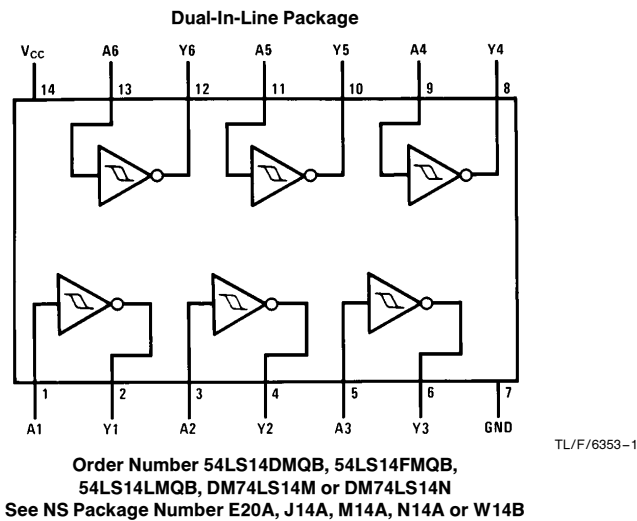 Dual-In-Line Package
VCC A6 Y6 A5 Y5 A4 Y4
14 13 12 11 10 9 8
1 2 3 4 5 6 7
A1 Y1 A2 Y2 A3 Y3 GND
TL/F/6353–1
Order Number 54LS14DMQB, 54LS14FMQB,
54LS14LMQB, DM74LS14M or DM74LS14N
See NS Package Number E20A, J14A, M14A, N14A or W14B